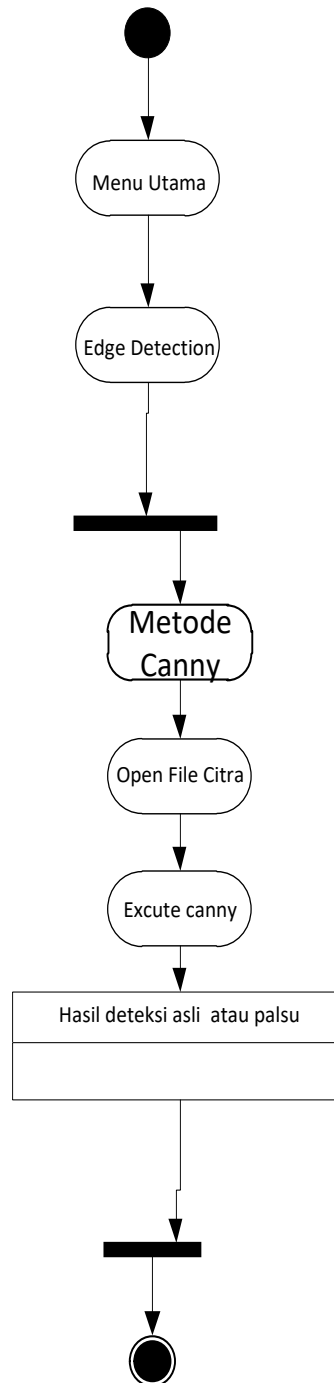 Menu Utama
Edge Detection
Metode
Canny
Open File Citra
Excute canny
Hasil deteksi asli  atau palsu